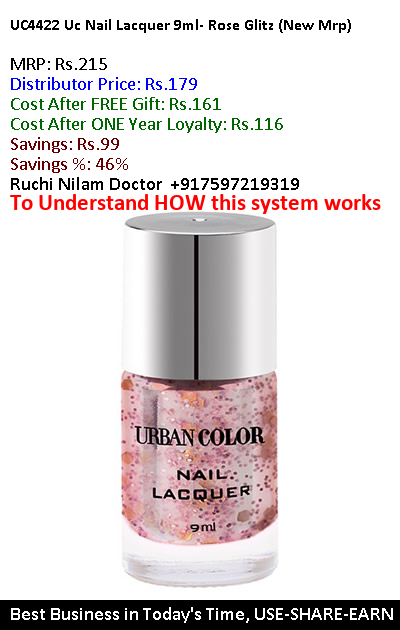 UC4422 Uc Nail Lacquer 9ml- Rose Glitz (New Mrp)
MRP: Rs.215
Distributor Price: Rs.179
Cost After FREE Gift: Rs.161
Cost After ONE Year Loyalty: Rs.116
Savings: Rs.99
Savings %: 46%
Ruchi Nilam Doctor +917597219319
To Understand HOW this system works
URBAN COLOR
NAIL
LACQUER
9ml
Best Business in Today's Time, USE-SHARE-EARN